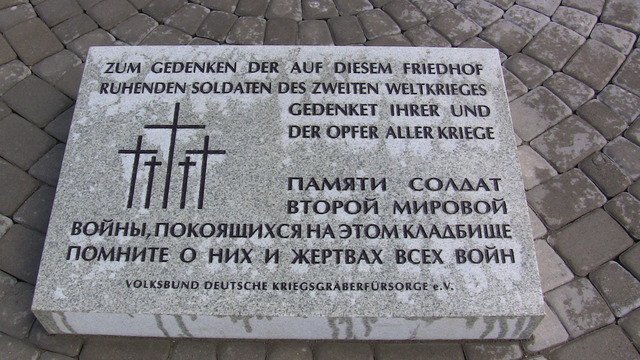 ZUM GEDENKEN DER AUF DIESEM FRIEDHOF
RUHENDEN SOLDATEN DES ZWEITEN WELTKRIEGES
GEDENKET IHRER UND
DER OPFER ALLER KRIEGE
ПАМЯТИ СОЛДАТ
ВТОРОЙ МИРОВОЙ
ВОЙНЫ, ПОКОЯЩИХСЯ НА ЭТОМ КЛАДБИЩЕ
ПОМНИТЕ О НИХ И ЖЕРТВАХ ВСЕХ ВОЙН
VOLKSBUND DEUTSCHE KRIEGSGRÄBERFÜRSORGE e.V.